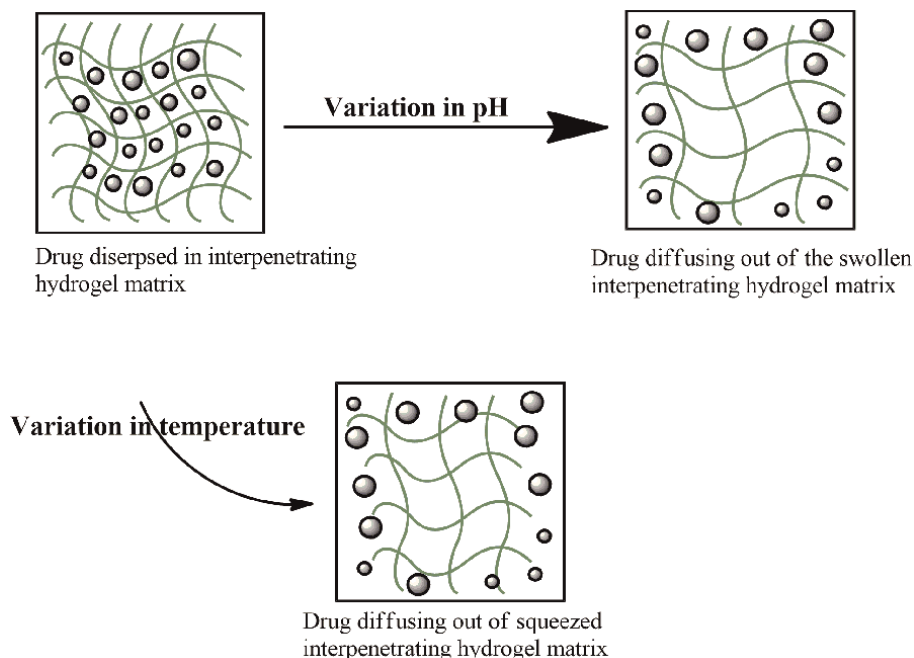 Variation in pH
Drug diserpsed in interpenetrating
hydrogel matrix
Drug diffusing out of the swollen
interpenetrating hydrogel matrix
Variation in temperature
Drug diffusing out of squeezed
interpenetrating hydrogel matrix